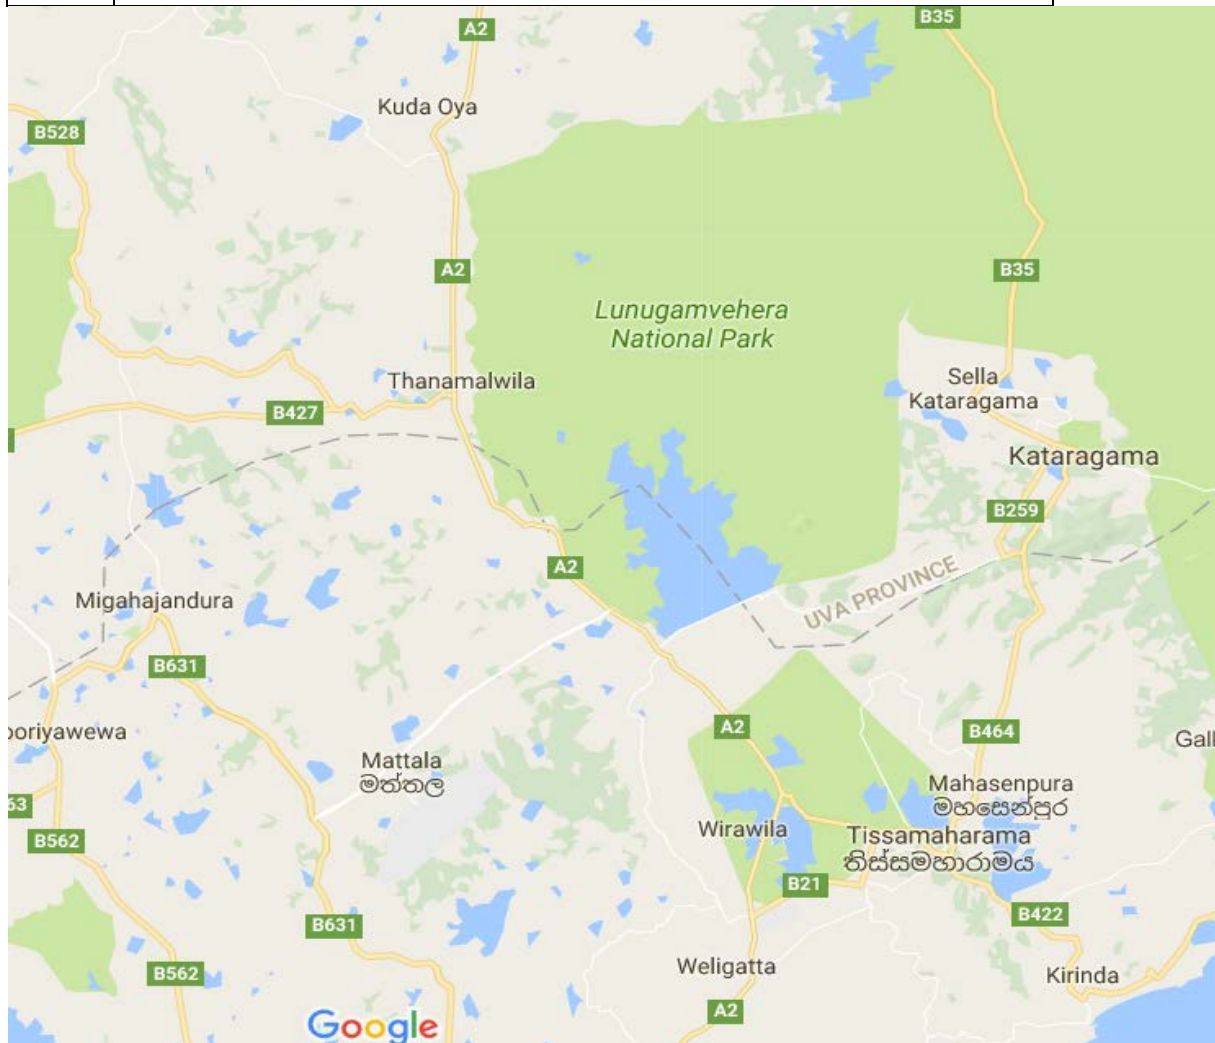 B35
A2
Kuda Oya
B528
A2
B35
Lunugamvehera
National Park
Sella
Kataragama
Thanamalwila
B427
Kataragama
B259
A2
UVA PROVINCE
Migahajandura
B631
A2
B464
ooriyawewa
Gall
Mattala
මත්තල
Mahasenpura
මහසෙන්පුර
63
Wirawila
Tissamaharama
තිස්සමහාරාමය
B562
B21
B422
B631
Weligatta
Kirinda
B562
A2
Google